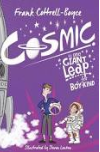 Frank Cottrell-Boyce
COSMIC
ONE
GIANT
LEAP
FOR
BOY-KIND
Illustrated by Steven Lenton